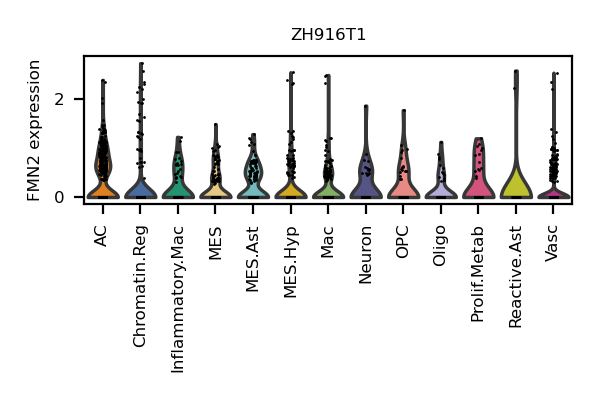 ZH916T1
FMN2 expression
2
0
AC
Chromatin.Reg
Inflammatory.Mac
MES
MES.Ast
MES.Hyp
Mac
Neuron
OPC
Oligo
Prolif.Metab
Reactive.Ast
Vasc